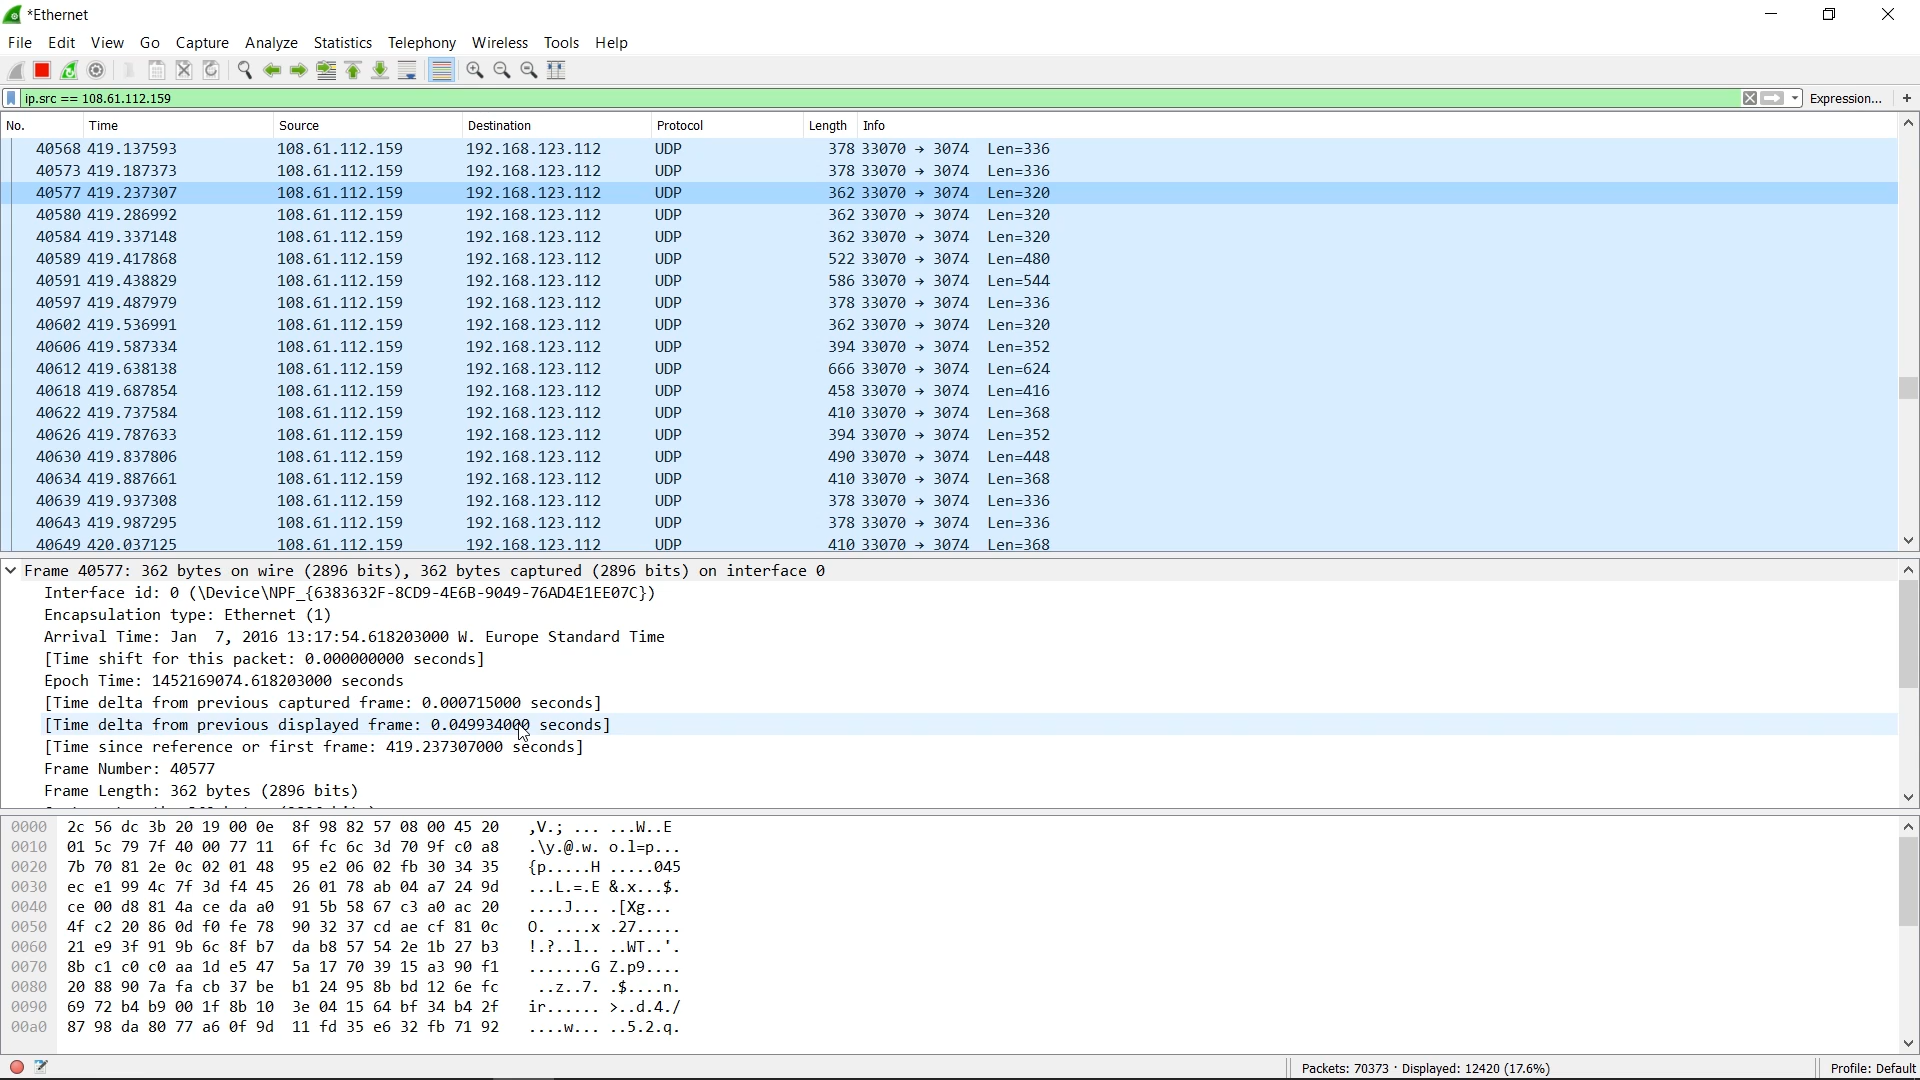 *Ethernet
File Edit View Go Capture Analyze Statistics Telephony Wireless Tools Help
ip.src == 108.61.112.159 Expression... +
No. Time Source Destination Protocol Length Info
40568 419.137593 108.61.112.159 192.168.123.112 UDP 378 33070 → 3074 Len=336
40573 419.187373 108.61.112.159 192.168.123.112 UDP 378 33070 → 3074 Len=336
40577 419.237307 108.61.112.159 192.168.123.112 UDP 362 33070 → 3074 Len=320
40580 419.286992 108.61.112.159 192.168.123.112 UDP 362 33070 → 3074 Len=320
40584 419.337148 108.61.112.159 192.168.123.112 UDP 362 33070 → 3074 Len=320
40589 419.417868 108.61.112.159 192.168.123.112 UDP 522 33070 → 3074 Len=480
40591 419.438829 108.61.112.159 192.168.123.112 UDP 586 33070 → 3074 Len=544
40597 419.487979 108.61.112.159 192.168.123.112 UDP 378 33070 → 3074 Len=336
40602 419.536991 108.61.112.159 192.168.123.112 UDP 362 33070 → 3074 Len=320
40606 419.587334 108.61.112.159 192.168.123.112 UDP 394 33070 → 3074 Len=352
40612 419.638138 108.61.112.159 192.168.123.112 UDP 666 33070 → 3074 Len=624
40618 419.687854 108.61.112.159 192.168.123.112 UDP 458 33070 → 3074 Len=416
40622 419.737584 108.61.112.159 192.168.123.112 UDP 410 33070 → 3074 Len=368
40626 419.787633 108.61.112.159 192.168.123.112 UDP 394 33070 → 3074 Len=352
40630 419.837806 108.61.112.159 192.168.123.112 UDP 490 33070 → 3074 Len=448
40634 419.887661 108.61.112.159 192.168.123.112 UDP 410 33070 → 3074 Len=368
40639 419.937308 108.61.112.159 192.168.123.112 UDP 378 33070 → 3074 Len=336
40643 419.987295 108.61.112.159 192.168.123.112 UDP 378 33070 → 3074 Len=336
40649 420.037125 108.61.112.159 192.168.123.112 UDP 410 33070 → 3074 Len=368
Frame 40577: 362 bytes on wire (2896 bits), 362 bytes captured (2896 bits) on interface 0
Interface id: 0 (\Device\NPF_{6383632F-8CD9-4E6B-9049-76AD4E1EE07C})
Encapsulation type: Ethernet (1)
Arrival Time: Jan 7, 2016 13:17:54.618203000 W. Europe Standard Time
[Time shift for this packet: 0.000000000 seconds]
Epoch Time: 1452169074.618203000 seconds
[Time delta from previous captured frame: 0.000715000 seconds]
[Time delta from previous displayed frame: 0.049934000 seconds]
[Time since reference or first frame: 419.237307000 seconds]
Frame Number: 40577
Frame Length: 362 bytes (2896 bits)
0000 2c 56 dc 3b 20 19 00 0e 8f 98 82 57 08 00 45 20 ,V.; ... ...W..E
0010 01 5c 79 7f 40 00 77 11 6f fc 6c 3d 70 9f c0 a8 .\y.@.w. o.l=p...
0020 7b 70 81 2e 0c 02 01 48 95 e2 06 02 fb 30 34 35 {p.....H .....045
0030 ec e1 99 4c 7f 3d f4 45 26 01 78 ab 04 a7 24 9d ...L.=.E &.x...$.
0040 ce 00 d8 81 4a ce da a0 91 5b 58 67 c3 a0 ac 20 ....J... .[Xg...
0050 4f c2 20 86 0d f0 fe 78 90 32 37 cd ae cf 81 0c O. ....x .27.....
0060 21 e9 3f 91 9b 6c 8f b7 da b8 57 54 2e 1b 27 b3 !.?..l.. ..WT..'.
0070 8b c1 c0 c0 aa 1d e5 47 5a 17 70 39 15 a3 90 f1 .......G Z.p9....
0080 20 88 90 7a fa cb 37 be b1 24 95 8b bd 12 6e fc ..z..7. .$....n.
0090 69 72 b4 b9 00 1f 8b 10 3e 04 15 64 bf 34 b4 2f ir...... >..d.4./
00a0 87 98 da 80 77 a6 0f 9d 11 fd 35 e6 32 fb 71 92 ....w... ..5.2.q.
Packets: 70373 · Displayed: 12420 (17.6%) Profile: Default